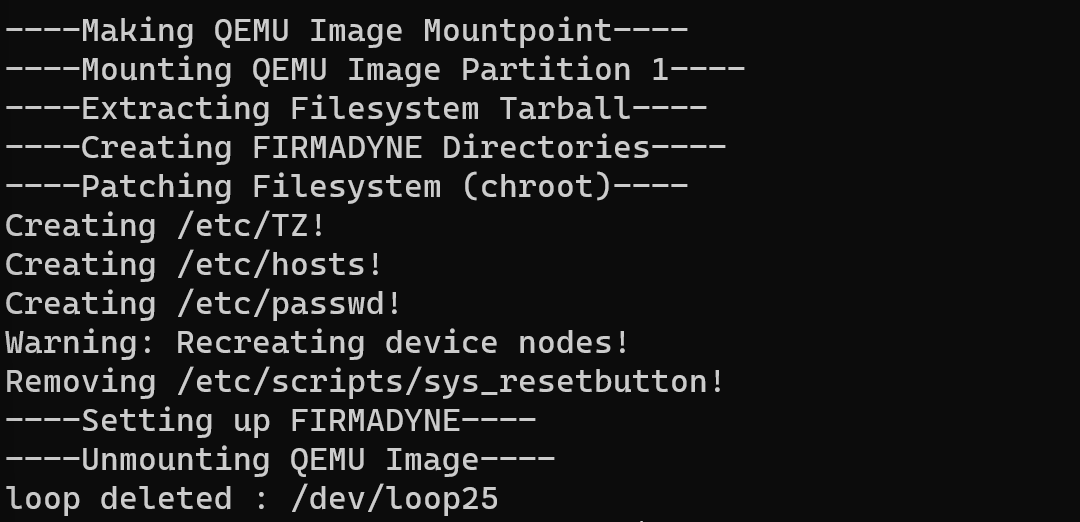 ----Making QEMU Image Mountpoint----
----Mounting QEMU Image Partition 1----
----Extracting Filesystem Tarball----
----Creating FIRMADYNE Directories----
----Patching Filesystem (chroot)----
Creating /etc/TZ!
Creating /etc/hosts!
Creating /etc/passwd!
Warning: Recreating device nodes!
Removing /etc/scripts/sys_resetbutton!
----Setting up FIRMADYNE----
----Unmounting QEMU Image----
loop deleted : /dev/loop25